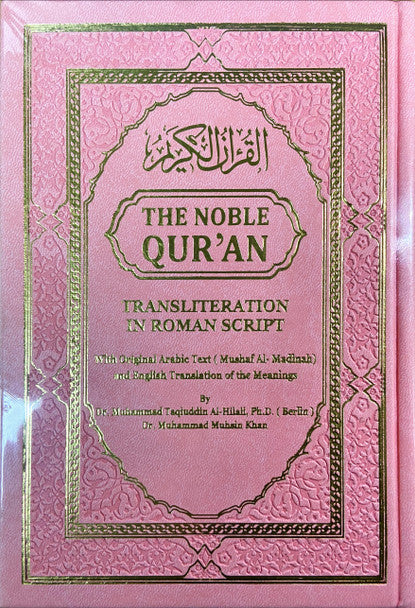 القرآن الكريم
THE NOBLE
QUR'AN
TRANSLITERATION
IN ROMAN SCRIPT
With Original Arabic Text ( Mushaf Al- Madinah)
and English Translation of the Meanings
By
Dr. Muhammad Taqiuddin Al-Hilali, Ph.D. ( Berlin )
Dr. Muhammad Muhsin Khan